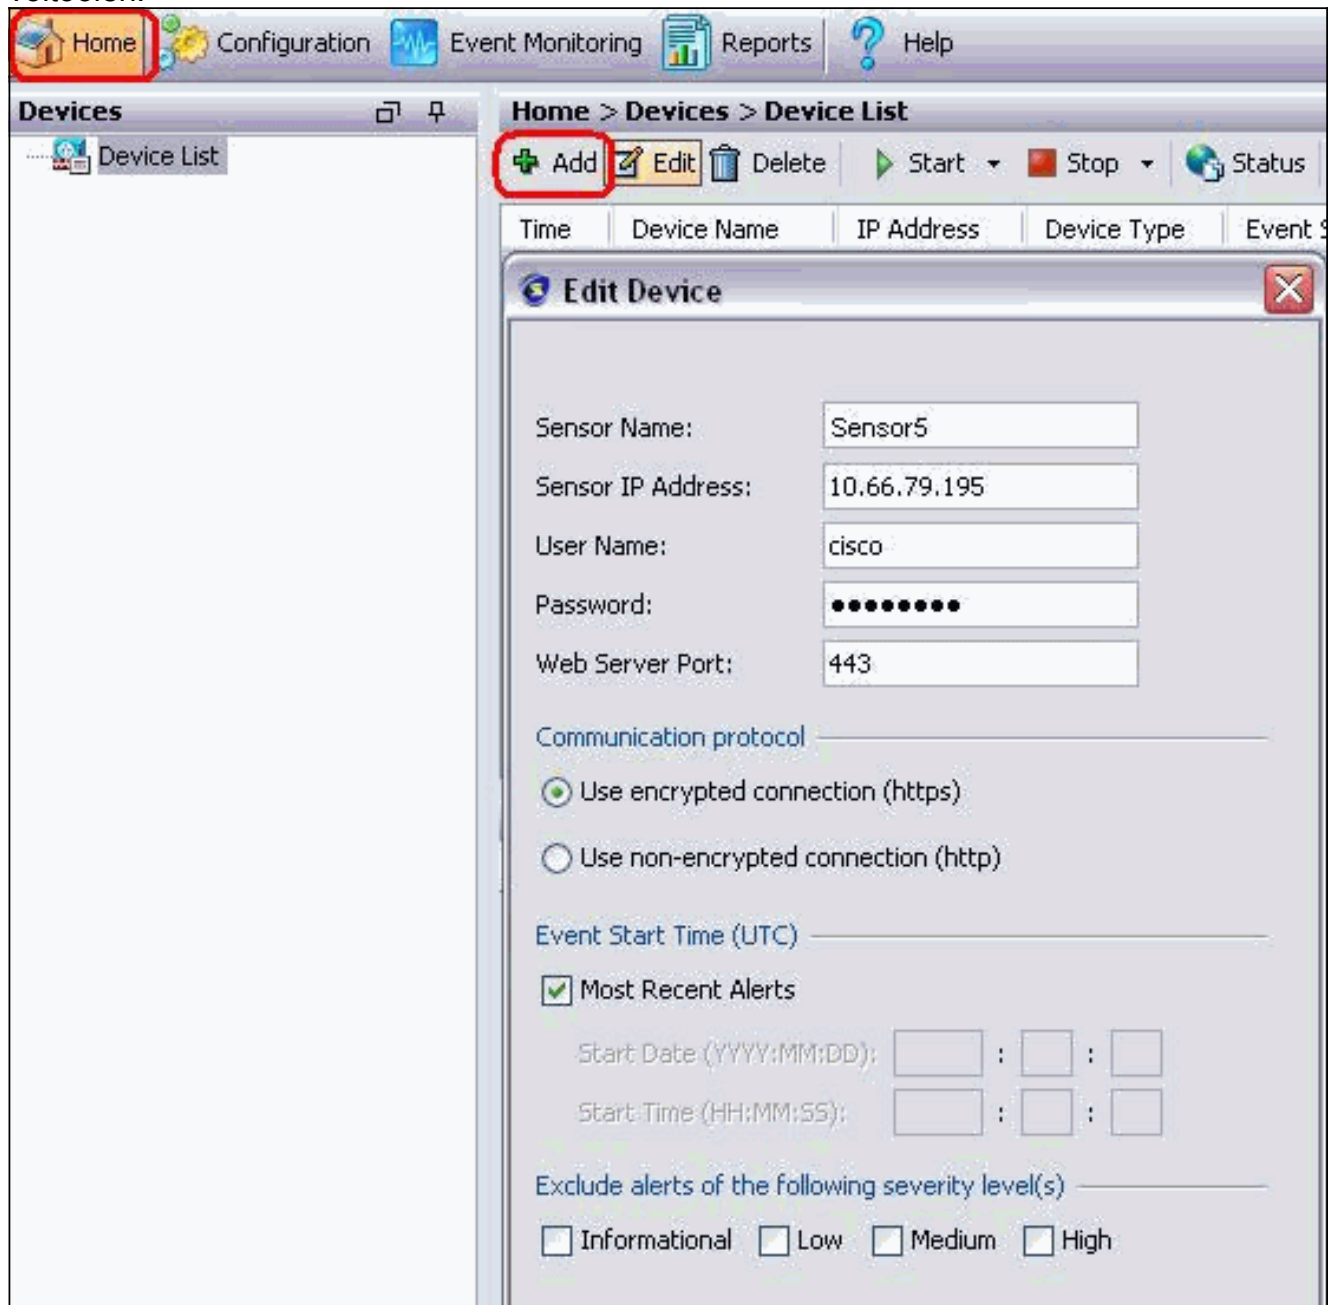 Home Configuration Event Monitoring Reports Help
Devices
Device List
Home > Devices > Device List
Add Edit Delete Start Stop Status
Time Device Name IP Address Device Type Event
Edit Device
Sensor Name: Sensor5
Sensor IP Address: 10.66.79.195
User Name: cisco
Password: ●●●●●●●●
Web Server Port: 443
Communication protocol
Use encrypted connection (https)
Use non-encrypted connection (http)
Event Start Time (UTC)
Most Recent Alerts
Start Date (YYYY:MM:DD): : :
Start Time (HH:MM:SS): : :
Exclude alerts of the following severity level(s)
Informational Low Medium High